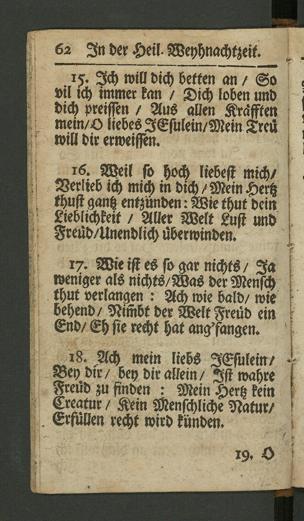 62 In der Heil. Weyhnachtzeit.
15. Ich will dich betten an / So
vil ich immer kan / Dich loben und
dich preissen / Aus allen Kräfften
mein/O liebes JEsulein/Mein Treü
will dir erweissen.
16. Weil so hoch liebest mich/
Verlieb ich mich in dich / Mein Hertz
thust gantz entzünden: Wie thut dein
Lieblichkeit / Aller Welt Lust und
Freüd/Unendlich überwinden.
17. Wie ist es so gar nichts / Ja
weniger als nichts/Was der Mensch
thut verlangen : Ach wie bald/ wie
behend/ Nim̃bt der Welt Freüd ein
End/ Eh sie recht hat ang'fangen.
18. Ach mein liebs JEsulein/
Bey dir/ bey dir allein/ Ist wahre
Freüd zu finden : Mein Hertz kein
Creatur / Kein Menschliche Natur/
Erfüllen recht wird künden.
19. O